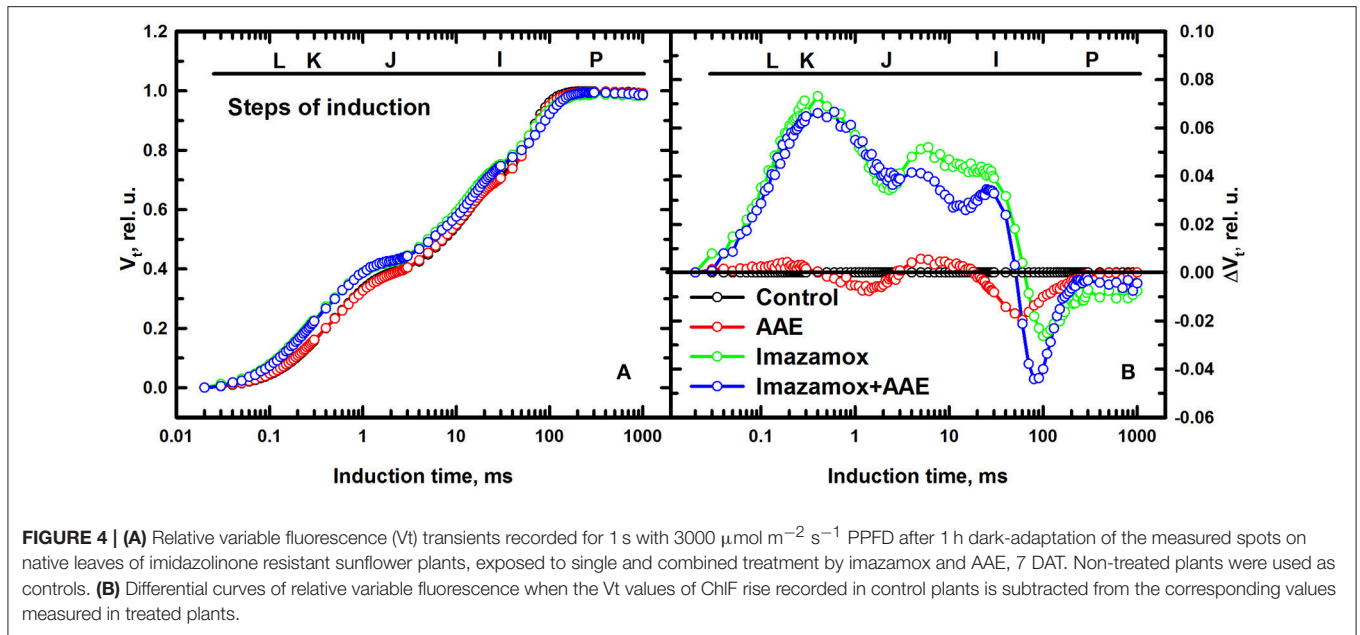 1.2
1.0
0.8
0.6
0.4
0.2
0.0
Vt, rel. u.
L K J I P
Steps of induction
A
0.01 0.1 1 10 100 1000
Induction time, ms
L K J I P
Control
AAE
Imazamox
Imazamox+AAE
B
0.1 1 10 100 1000
Induction time, ms
0.10
0.08
0.06
0.04
0.02
0.00
-0.02
-0.04
-0.06
ΔVt, rel. u.
FIGURE 4 | (A) Relative variable fluorescence (Vt) transients recorded for 1 s with 3000 μmol m−2 s−1 PPFD after 1 h dark-adaptation of the measured spots on
native leaves of imidazolinone resistant sunflower plants, exposed to single and combined treatment by imazamox and AAE, 7 DAT. Non-treated plants were used as
controls. (B) Differential curves of relative variable fluorescence when the Vt values of ChlF rise recorded in control plants is subtracted from the corresponding values
measured in treated plants.